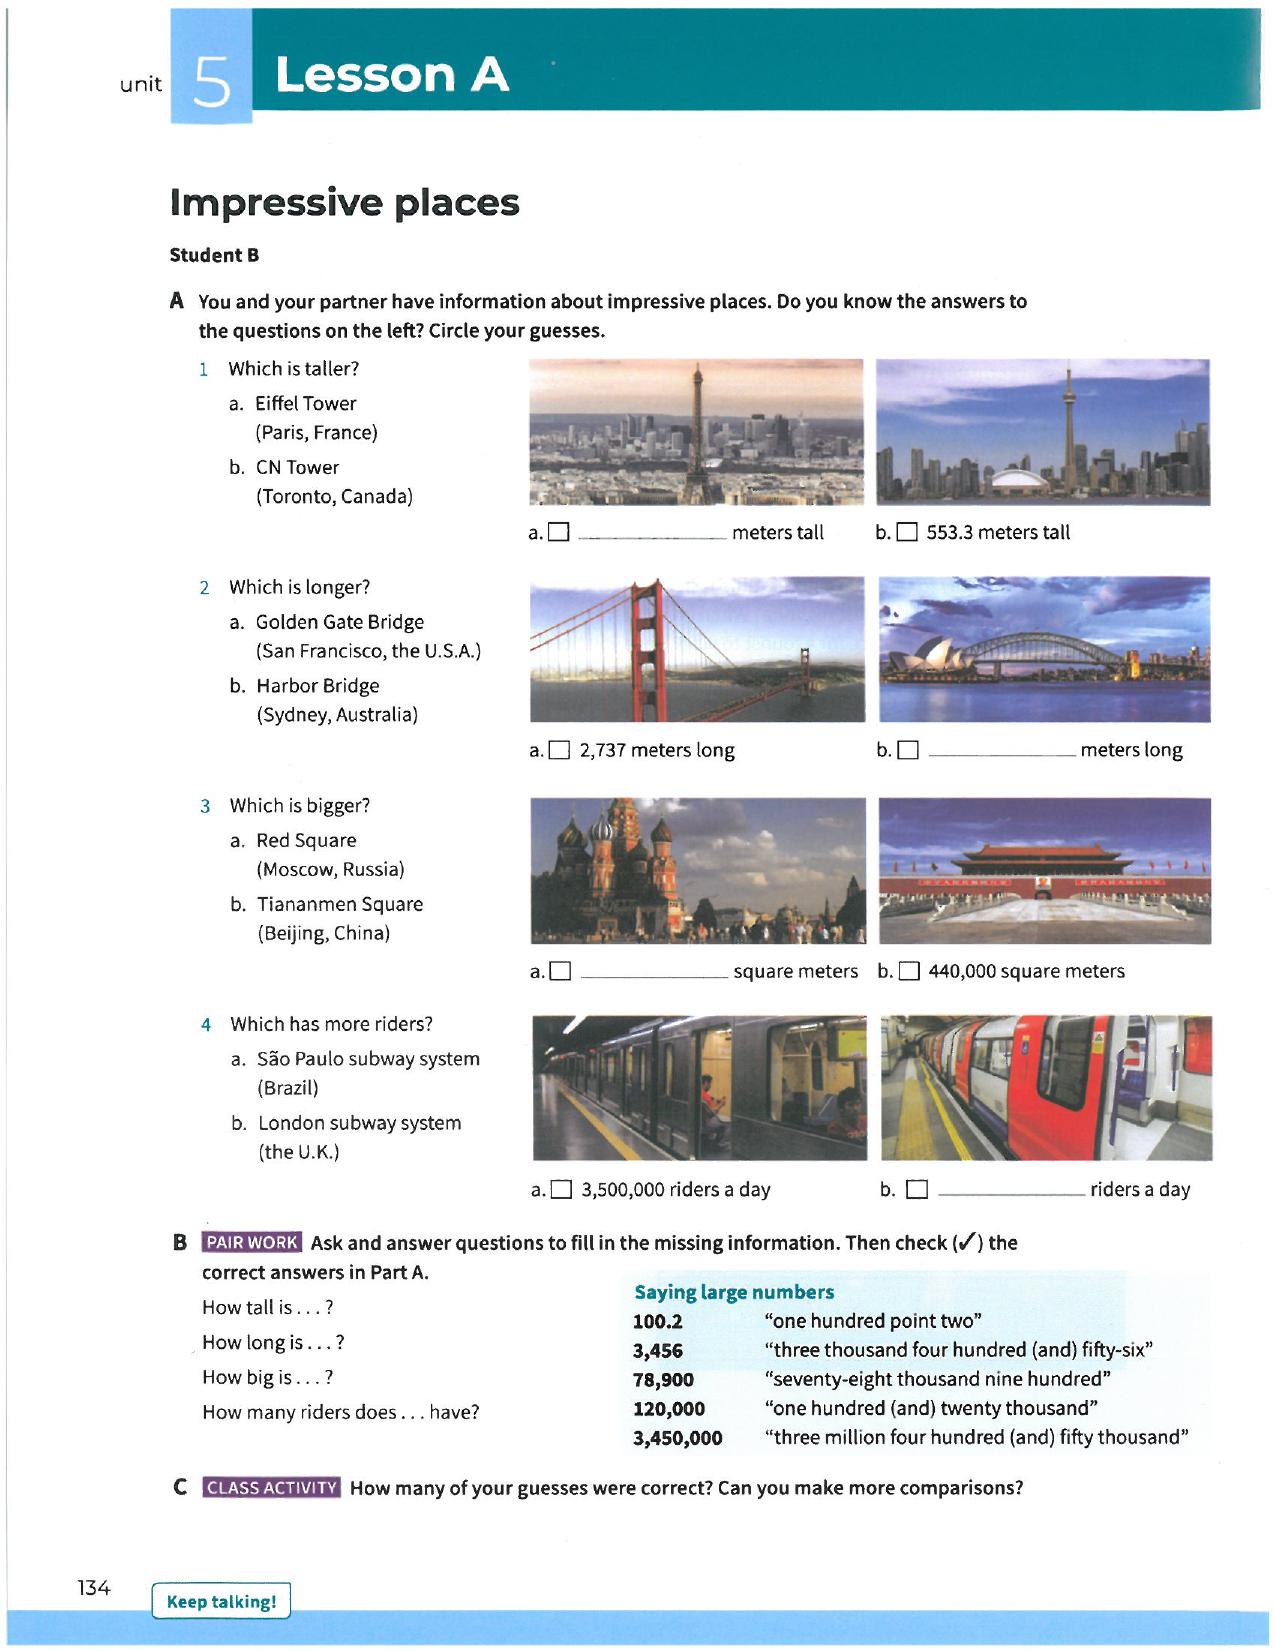 unit 5 Lesson A
Impressive places
Student B
A You and your partner have information about impressive places. Do you know the answers to
the questions on the left? Circle your guesses.
1 Which is taller?
a. Eiffel Tower
(Paris, France)
b. CN Tower
(Toronto, Canada)
a. □ ____________ meters tall b. □ 553.3 meters tall
2 Which is longer?
a. Golden Gate Bridge
(San Francisco, the U.S.A.)
b. Harbor Bridge
(Sydney, Australia)
a. □ 2,737 meters long b. □ ____________ meters long
3 Which is bigger?
a. Red Square
(Moscow, Russia)
b. Tiananmen Square
(Beijing, China)
a. □ ____________ square meters b. □ 440,000 square meters
4 Which has more riders?
a. São Paulo subway system
(Brazil)
b. London subway system
(the U.K.)
a. □ 3,500,000 riders a day b. □ ____________ riders a day
B PAIR WORK Ask and answer questions to fill in the missing information. Then check (✓) the
correct answers in Part A.
How tall is . . . ?
How long is . . . ?
How big is . . . ?
How many riders does . . . have?
Saying large numbers
100.2 “one hundred point two”
3,456 “three thousand four hundred (and) fifty-six”
78,900 “seventy-eight thousand nine hundred”
120,000 “one hundred (and) twenty thousand”
3,450,000 “three million four hundred (and) fifty thousand”
C CLASS ACTIVITY How many of your guesses were correct? Can you make more comparisons?
134 Keep talking!